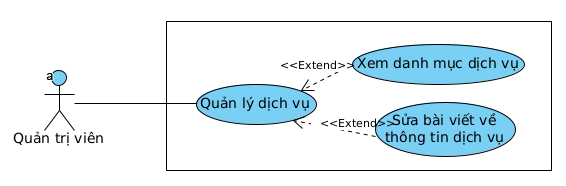 a
Quản trị viên
Quản lý dịch vụ
<<Extend>>
Xem danh mục dịch vụ
<<Extend>>
Sửa bài viết về
thông tin dịch vụ